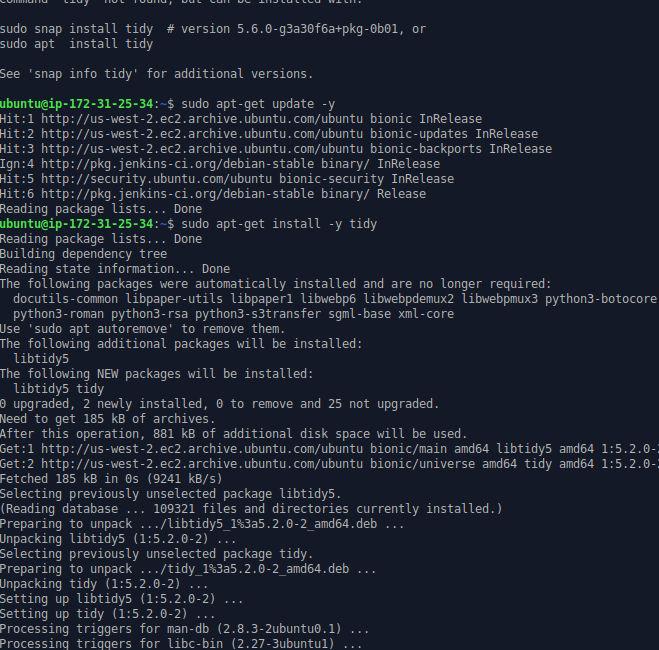 command 'tidy' not found, but can be installed with:
sudo snap install tidy  # version 5.6.0-g3a30f6a+pkg-0b01, or
sudo apt  install tidy
See 'snap info tidy' for additional versions.
ubuntu@ip-172-31-25-34:~$ sudo apt-get update -y
Hit:1 http://us-west-2.ec2.archive.ubuntu.com/ubuntu bionic InRelease
Hit:2 http://us-west-2.ec2.archive.ubuntu.com/ubuntu bionic-updates InRelease
Hit:3 http://us-west-2.ec2.archive.ubuntu.com/ubuntu bionic-backports InRelease
Ign:4 http://pkg.jenkins-ci.org/debian-stable binary/ InRelease
Hit:5 http://security.ubuntu.com/ubuntu bionic-security InRelease
Hit:6 http://pkg.jenkins-ci.org/debian-stable binary/ Release
Reading package lists... Done
ubuntu@ip-172-31-25-34:~$ sudo apt-get install -y tidy
Reading package lists... Done
Building dependency tree
Reading state information... Done
The following packages were automatically installed and are no longer required:
  docutils-common libpaper-utils libpaper1 libwebp6 libwebpdemux2 libwebpmux3 python3-botocore
  python3-roman python3-rsa python3-s3transfer sgml-base xml-core
Use 'sudo apt autoremove' to remove them.
The following additional packages will be installed:
  libtidy5
The following NEW packages will be installed:
  libtidy5 tidy
0 upgraded, 2 newly installed, 0 to remove and 25 not upgraded.
Need to get 185 kB of archives.
After this operation, 881 kB of additional disk space will be used.
Get:1 http://us-west-2.ec2.archive.ubuntu.com/ubuntu bionic/main amd64 libtidy5 amd64 1:5.2.0-2
Get:2 http://us-west-2.ec2.archive.ubuntu.com/ubuntu bionic/universe amd64 tidy amd64 1:5.2.0-2
Fetched 185 kB in 0s (9241 kB/s)
Selecting previously unselected package libtidy5.
(Reading database ... 109321 files and directories currently installed.)
Preparing to unpack .../libtidy5_1%3a5.2.0-2_amd64.deb ...
Unpacking libtidy5 (1:5.2.0-2) ...
Selecting previously unselected package tidy.
Preparing to unpack .../tidy_1%3a5.2.0-2_amd64.deb ...
Unpacking tidy (1:5.2.0-2) ...
Setting up libtidy5 (1:5.2.0-2) ...
Setting up tidy (1:5.2.0-2) ...
Processing triggers for man-db (2.8.3-2ubuntu0.1) ...
Processing triggers for libc-bin (2.27-3ubuntu1) ...